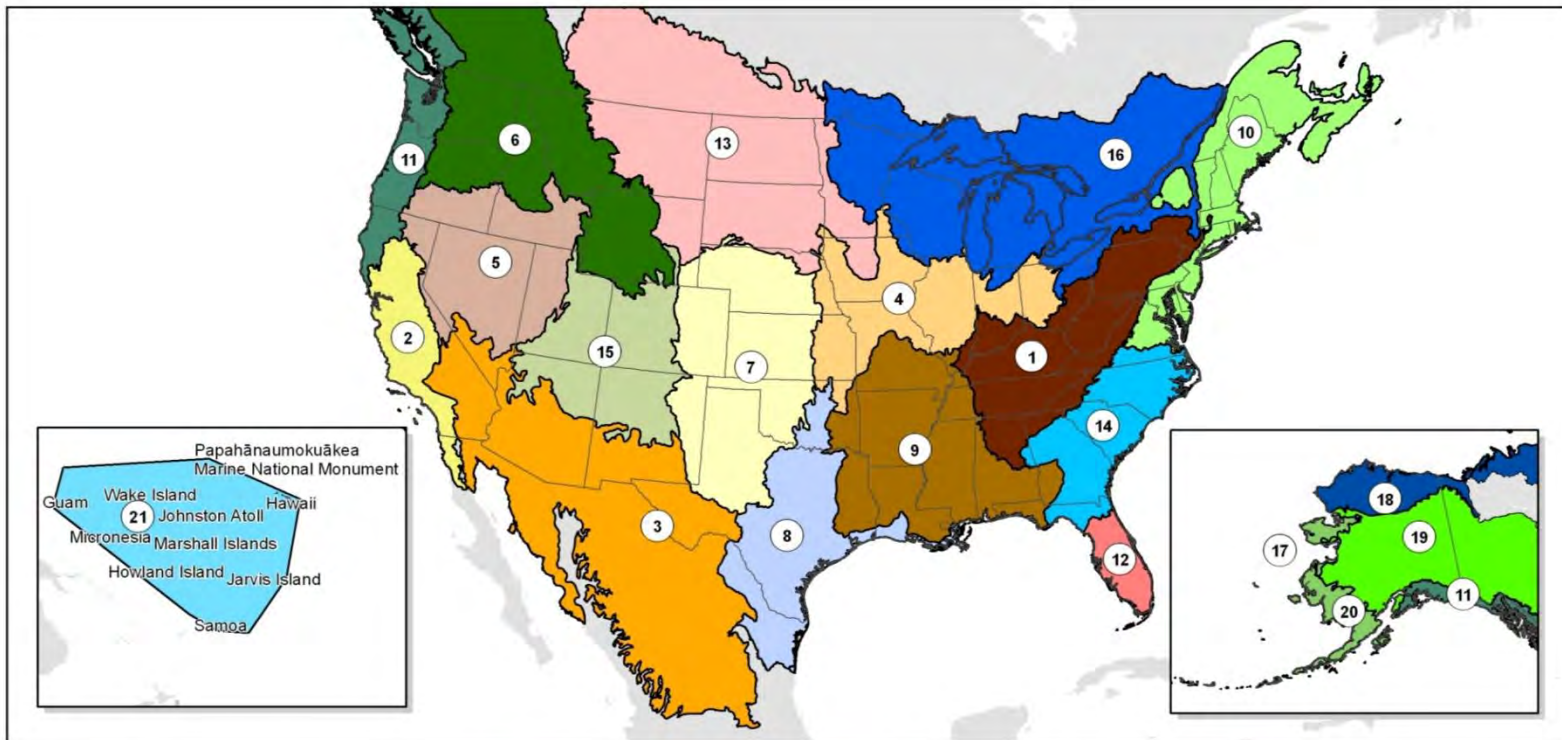 10
13
6
16
11
5
4
2
15
1
7
14
9
3
8
12
Papahānaumokuākea
Marine National Monument
Wake Island
Guam
Hawaii
21
Johnston Atoll
Micronesia
Marshall Islands
Howland Island
Jarvis Island
Samoa
18
19
17
11
20